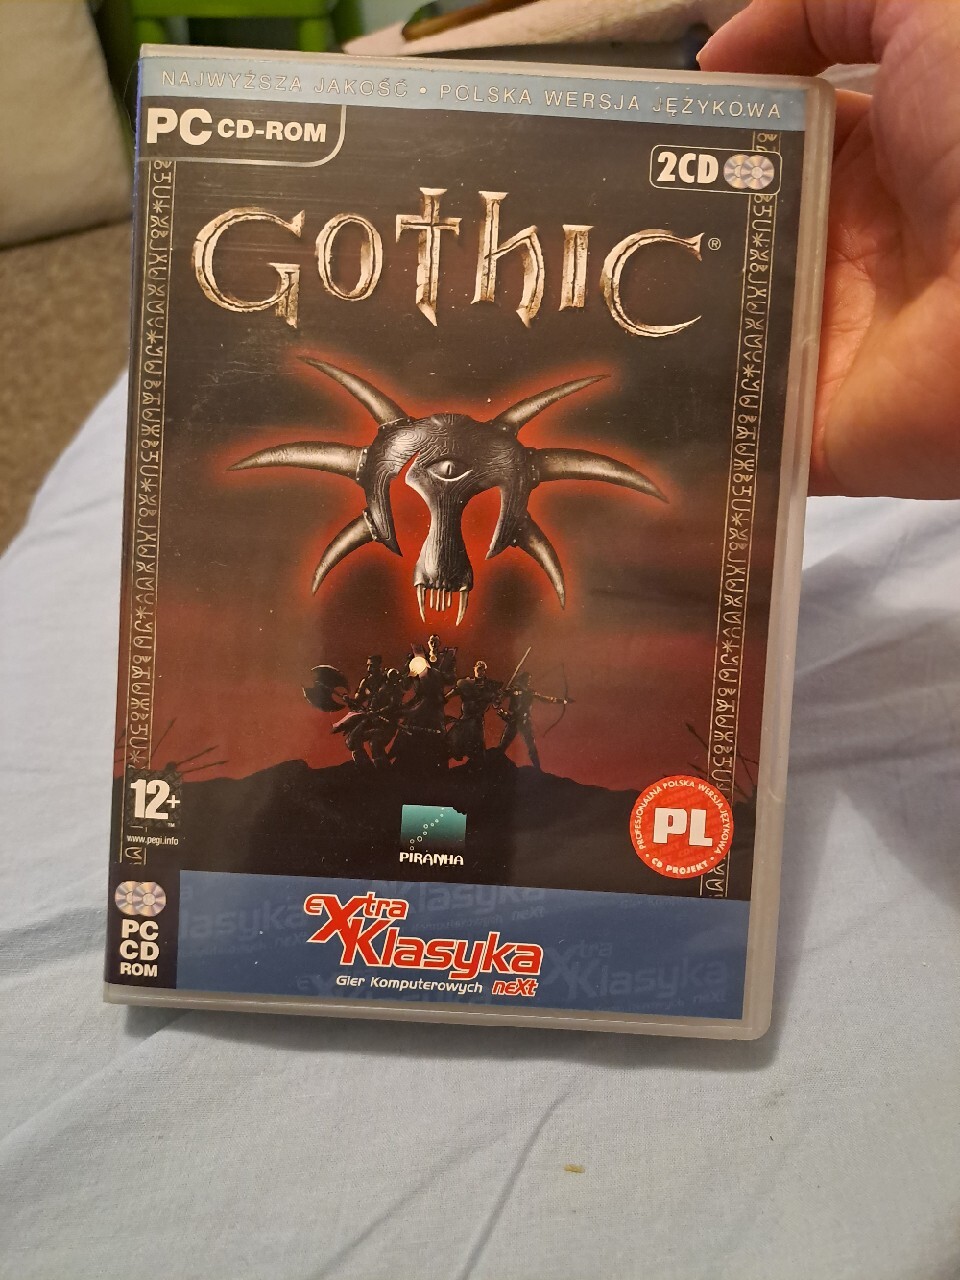 NAJWYŻSZA JAKOŚĆ • POLSKA WERSJA JĘZYKOWA
PC CD-ROM
2CD
GOTHIC®
12+™
www.pegi.info
PIRANHA
PROFESJONALNA POLSKA WERSJA JĘZYKOWA
PL
• CD PROJEKT •
PC
CD
ROM
eXtra
Klasyka
Gier Komputerowych neXt